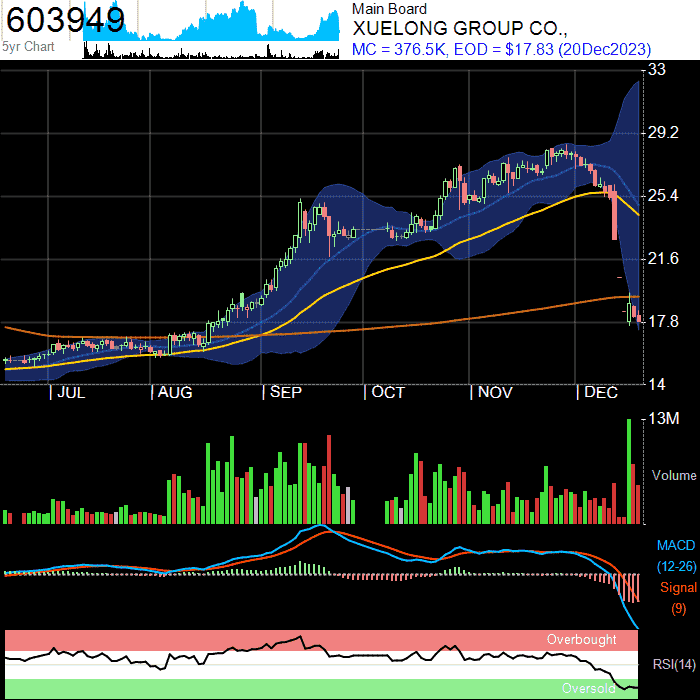 603949
5yr Chart
Main Board
XUELONG GROUP CO.,
MC = 376.5K, EOD = $17.83 (20Dec2023)
33
29.2
25.4
21.6
17.8
14
JUL AUG SEP OCT NOV DEC
13M
Volume
MACD
(12-26)
Signal
(9)
Overbought
RSI(14)
Oversold